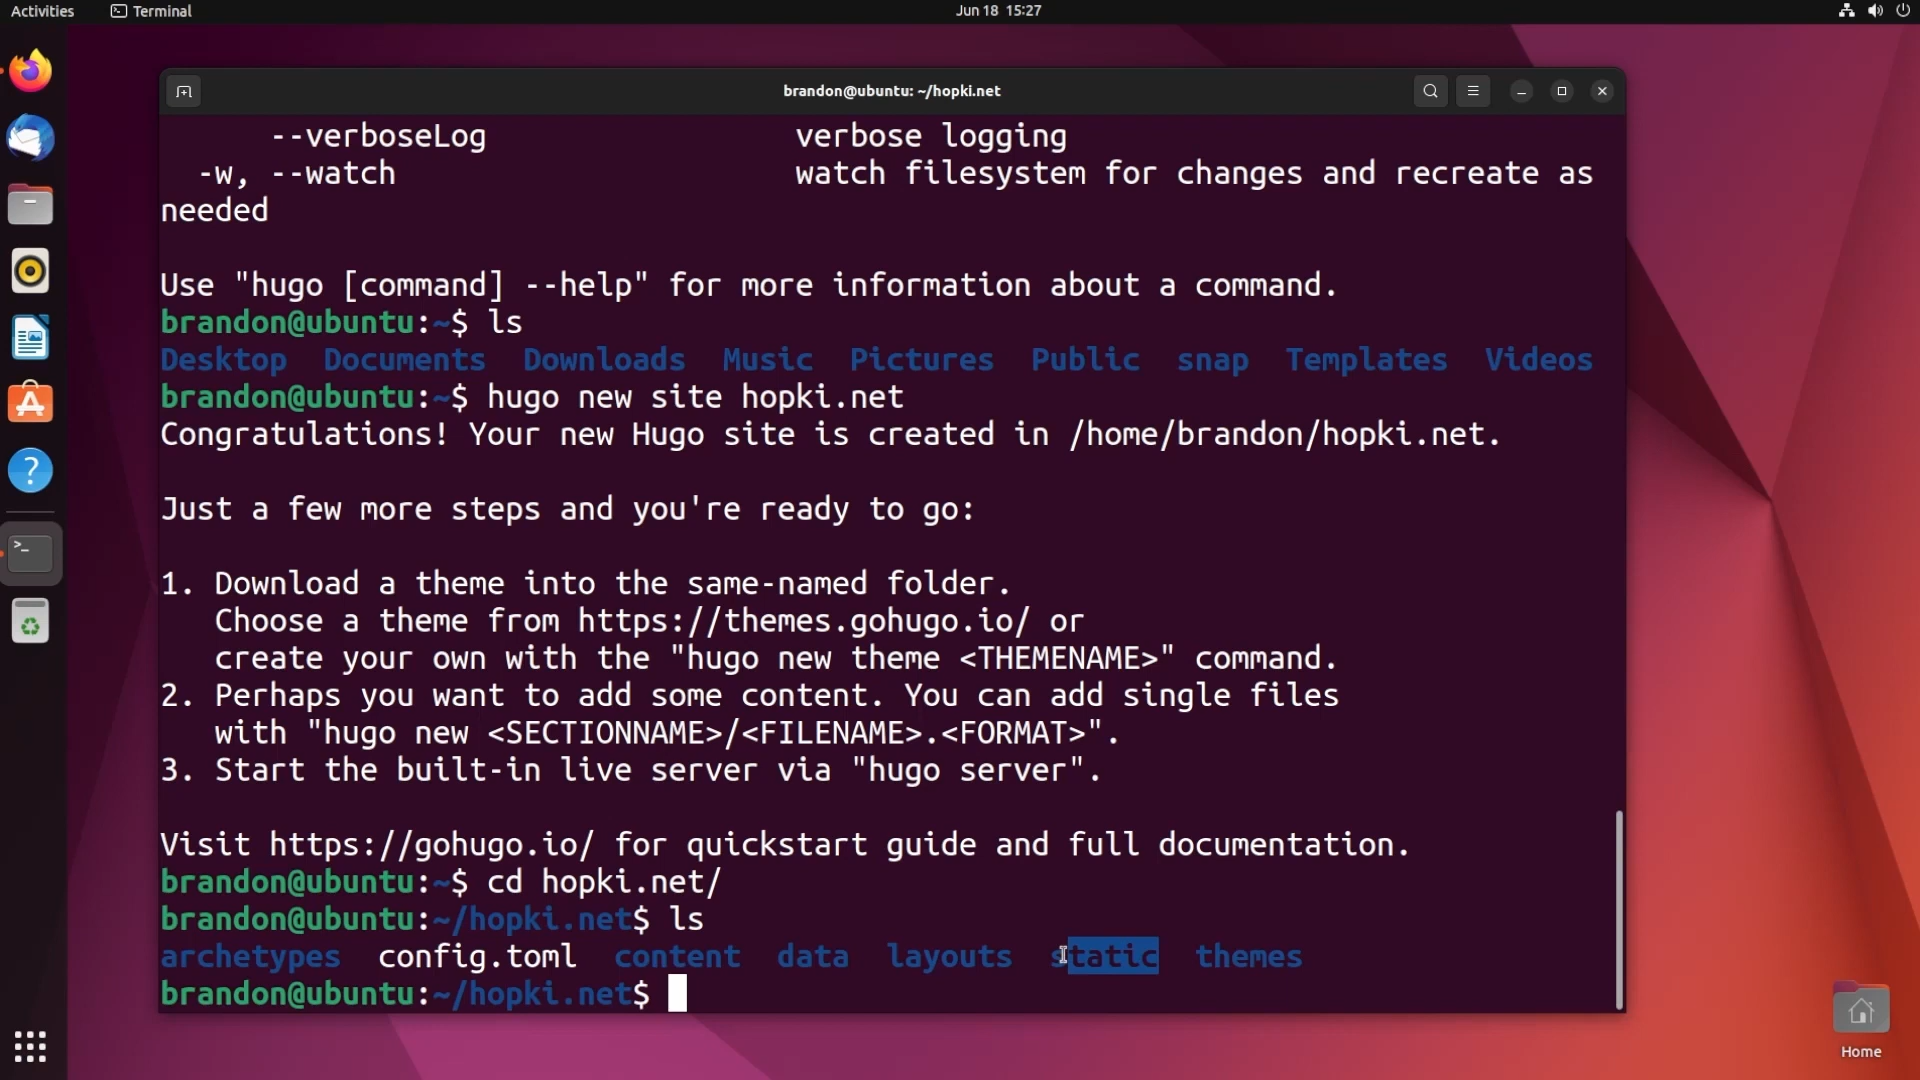 Activities Terminal Jun 18 15:27
brandon@ubuntu: ~/hopki.net
--verboseLog verbose logging
-w, --watch watch filesystem for changes and recreate as
needed
Use "hugo [command] --help" for more information about a command.
brandon@ubuntu:~$ ls
Desktop Documents Downloads Music Pictures Public snap Templates Videos
brandon@ubuntu:~$ hugo new site hopki.net
Congratulations! Your new Hugo site is created in /home/brandon/hopki.net.
Just a few more steps and you're ready to go:
1. Download a theme into the same-named folder.
Choose a theme from https://themes.gohugo.io/ or
create your own with the "hugo new theme <THEMENAME>" command.
2. Perhaps you want to add some content. You can add single files
with "hugo new <SECTIONNAME>/<FILENAME>.<FORMAT>".
3. Start the built-in live server via "hugo server".
Visit https://gohugo.io/ for quickstart guide and full documentation.
brandon@ubuntu:~$ cd hopki.net/
brandon@ubuntu:~/hopki.net$ ls
archetypes config.toml content data layouts static themes
brandon@ubuntu:~/hopki.net$
Home